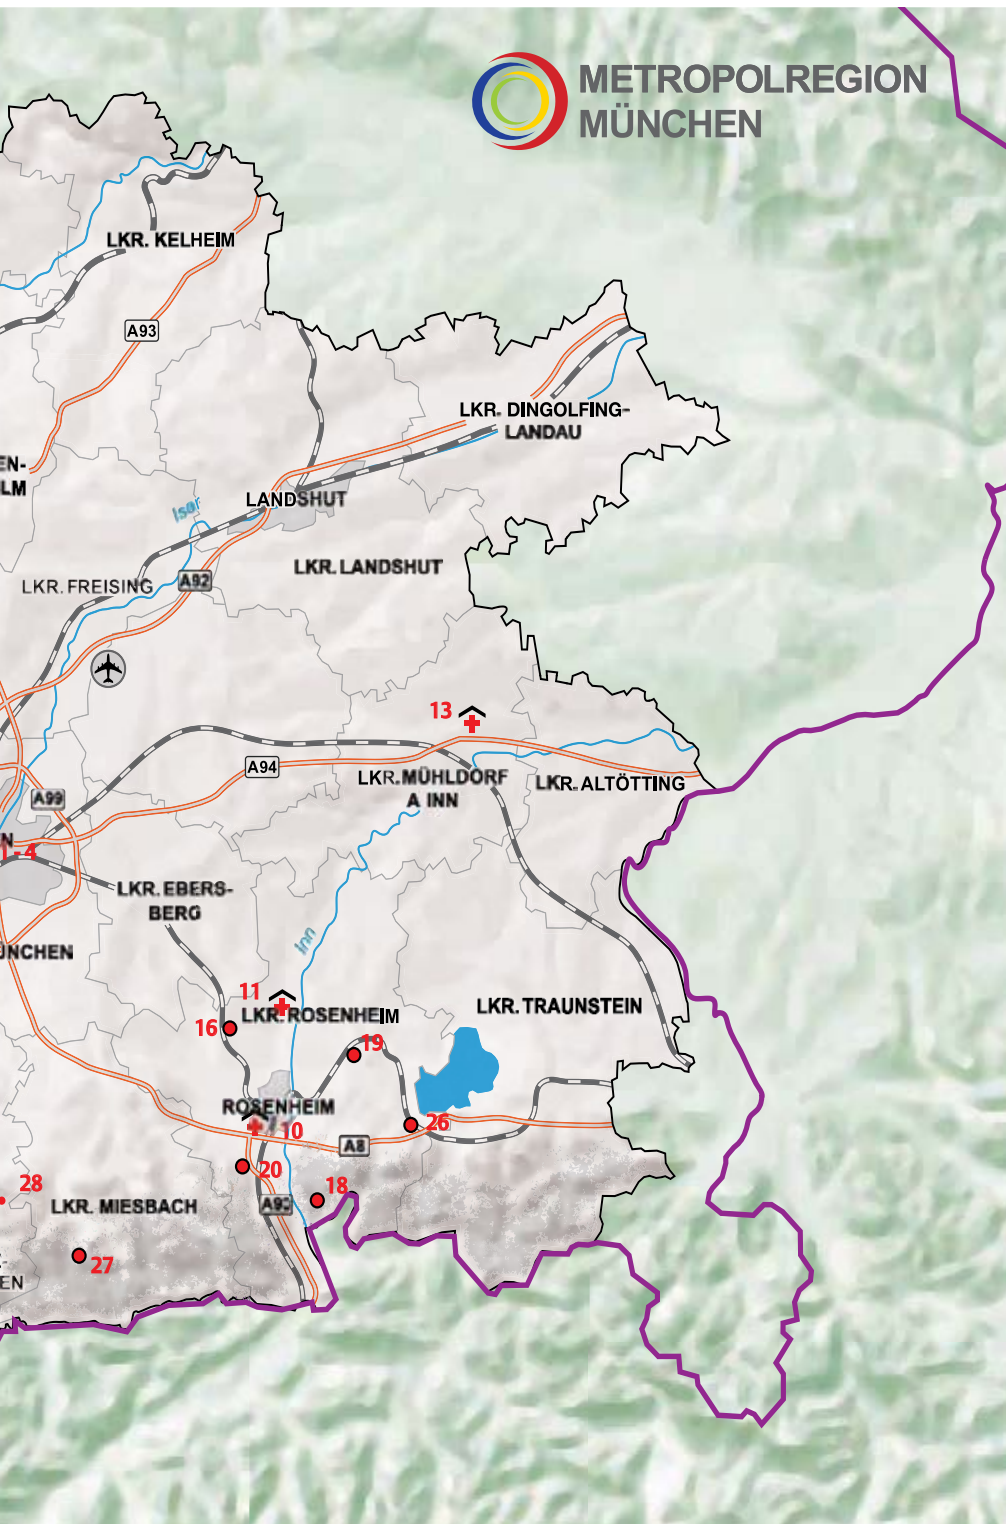 METROPOLREGION
MÜNCHEN
LKR. KELHEIM
A93
LKR. DINGOLFING-
LANDAU
EN-
LM
LANDSHUT
Isar
LKR. LANDSHUT
LKR. FREISING
A92
13
A94
LKR. MÜHLDORF
A INN
LKR. ALTÖTTING
A99
N
1-4
LKR. EBERS-
BERG
Inn
ÜNCHEN
11
LKR. ROSENHEIM
LKR. TRAUNSTEIN
16
19
ROSENHEIM
10
26
A8
20
28
18
LKR. MIESBACH
A93
27
EN